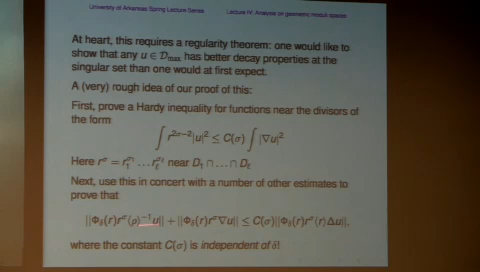 University of Arkansas Spring Lecture Series Lecture IV: Analysis on geometric moduli spaces
At heart, this requires a regularity theorem: one would like to
show that any u ∈ D_max has better decay properties at the
singular set than one would at first expect.
A (very) rough idea of our proof of this:
First, prove a Hardy inequality for functions near the divisors of
the form
∫ r^{2σ−2}|u|² ≤ C(σ) ∫ |∇u|²
Here r^σ = r_1^{σ_1} … r_ℓ^{σ_ℓ} near D_1 ∩ … ∩ D_ℓ
Next, use this in concert with a number of other estimates to
prove that
||Φ_δ(r)r^σ⟨ρ⟩^{−1}u|| + ||Φ_δ(r)r^σ∇u|| ≤ C(σ)||Φ_δ(r)r^σ⟨r⟩Δu||,
where the constant C(σ) is independent of δ!